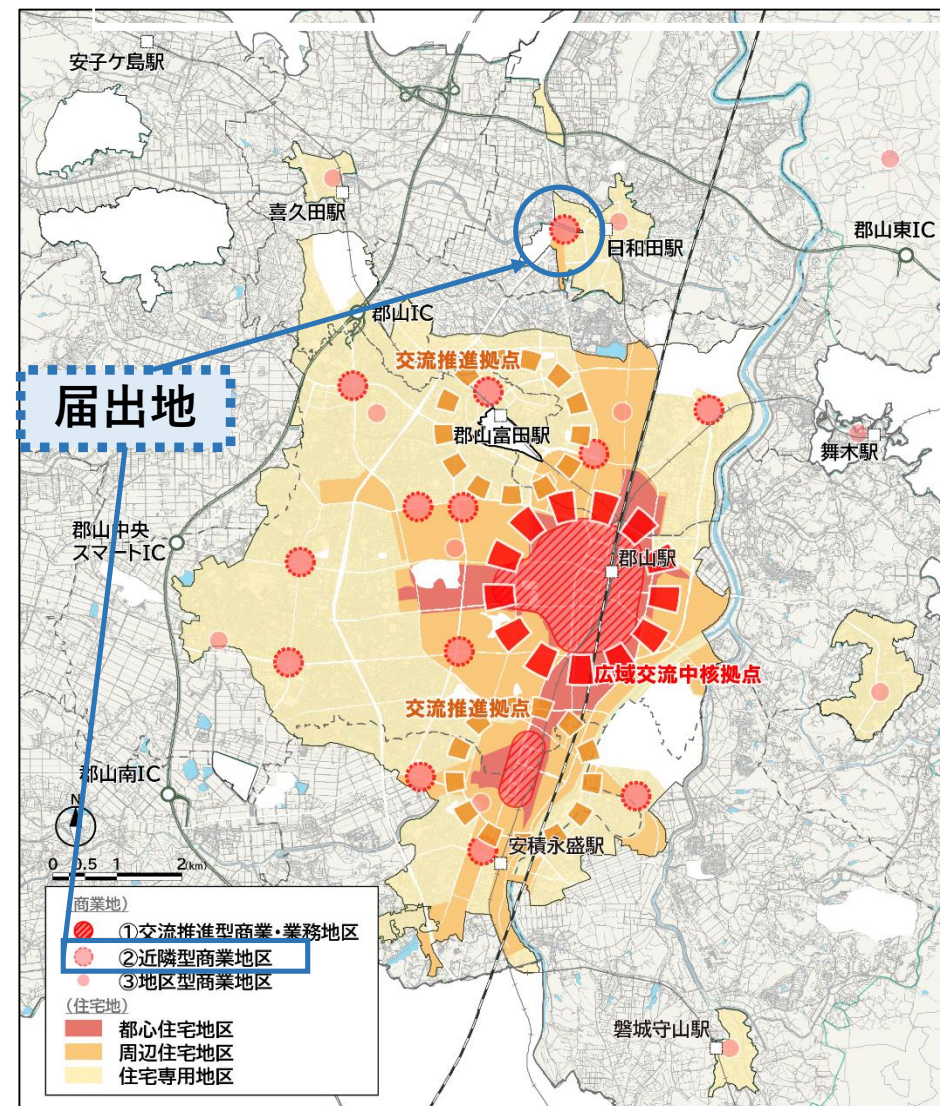 安子ケ島駅
喜久田駅
日和田駅
郡山東IC
郡山IC
交流推進拠点
届出地
郡山富田駅
舞木駅
郡山中央
スマートIC
郡山駅
広域交流中核拠点
交流推進拠点
郡山南IC
N
安積永盛駅
0 0.5 1 2(km)
(商業地)
①交流推進型商業・業務地区
②近隣型商業地区
③地区型商業地区
(住宅地)
都心住宅地区
周辺住宅地区
住宅専用地区
磐城守山駅